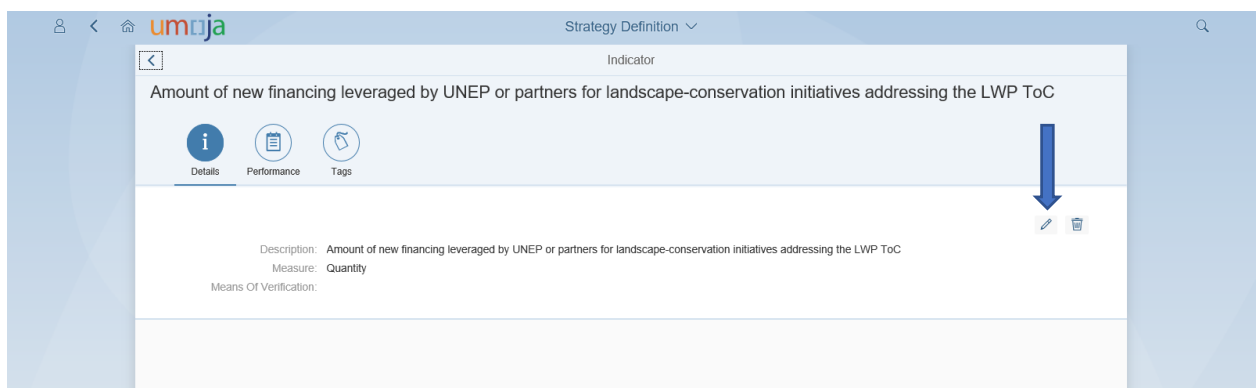 umoja
Strategy Definition
Indicator
Amount of new financing leveraged by UNEP or partners for landscape-conservation initiatives addressing the LWP ToC
Details Performance Tags
Description: Amount of new financing leveraged by UNEP or partners for landscape-conservation initiatives addressing the LWP ToC
Measure: Quantity
Means Of Verification: